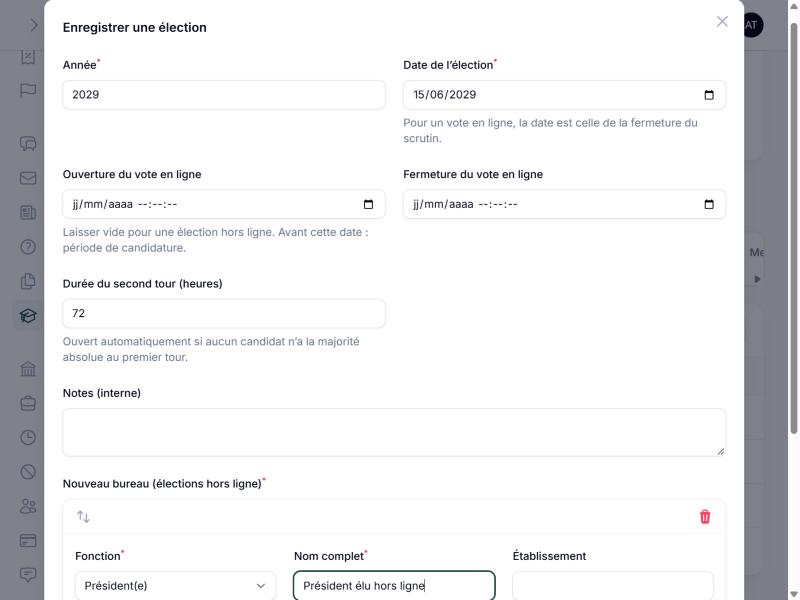 Enregistrer une élection
AT
Année*
Date de l’élection*
2029
15/06/2029
Pour un vote en ligne, la date est celle de la fermeture du
scrutin.
Ouverture du vote en ligne
Fermeture du vote en ligne
jj/mm/aaaa --:--:--
jj/mm/aaaa --:--:--
Laisser vide pour une élection hors ligne. Avant cette date :
période de candidature.
Me
Durée du second tour (heures)
72
Ouvert automatiquement si aucun candidat n’a la majorité
absolue au premier tour.
Notes (interne)
Nouveau bureau (élections hors ligne)*
Fonction*
Nom complet*
Établissement
Président(e)
Président élu hors ligne